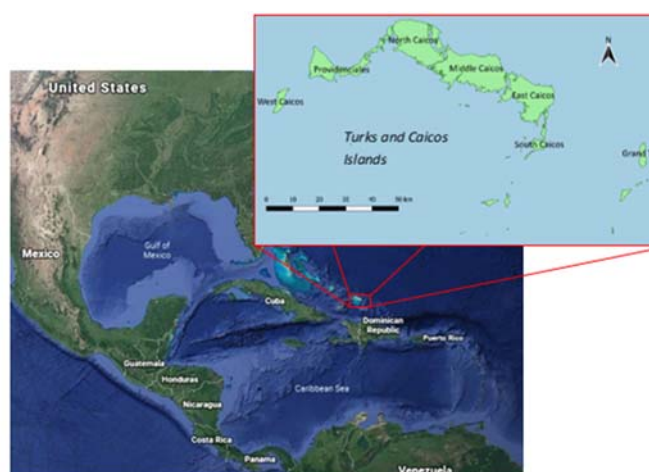 N
North Caicos
Providenciales
Middle Caicos
West Caicos
East Caicos
Turks and Caicos
Islands
South Caicos
Grand
0 10 20 30 40 50 km
United States
Mexico
Gulf of
Mexico
Cuba
Dominican
Republic
Puerto Rico
Guatemala
Honduras
Caribbean Sea
Nicaragua
Costa Rica
Panama
Venezuela